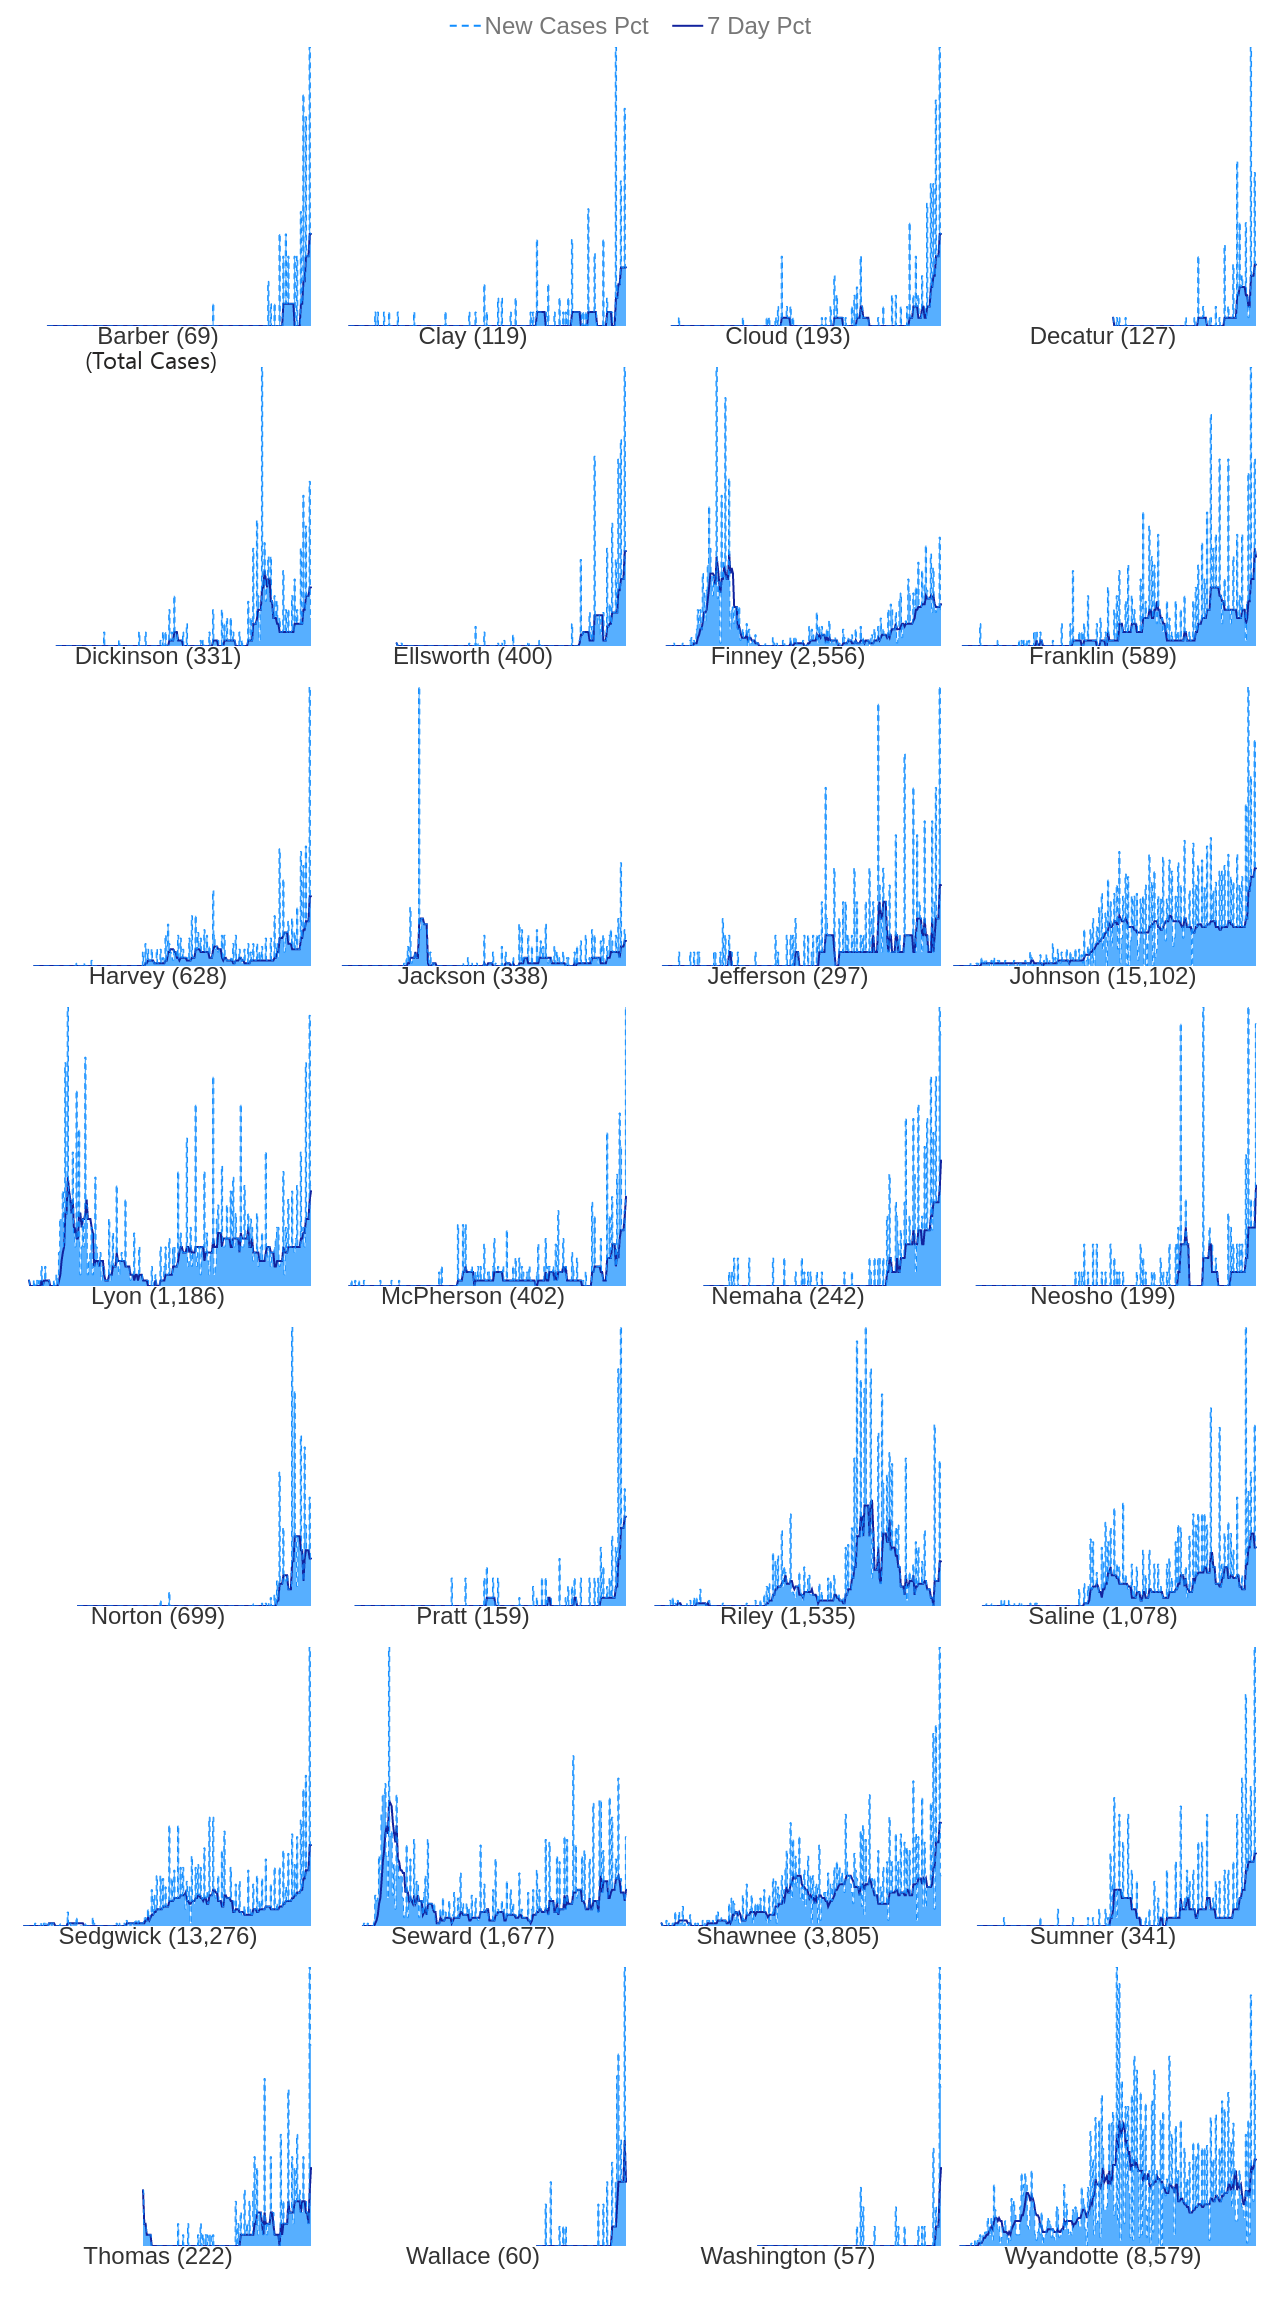 New Cases Pct 7 Day Pct
Barber (69) Clay (119) Cloud (193) Decatur (127)
(Total Cases)
Dickinson (331) Ellsworth (400) Finney (2,556) Franklin (589)
Harvey (628) Jackson (338) Jefferson (297) Johnson (15,102)
Lyon (1,186) McPherson (402) Nemaha (242) Neosho (199)
Norton (699) Pratt (159) Riley (1,535) Saline (1,078)
Sedgwick (13,276) Seward (1,677) Shawnee (3,805) Sumner (341)
Thomas (222) Wallace (60) Washington (57) Wyandotte (8,579)